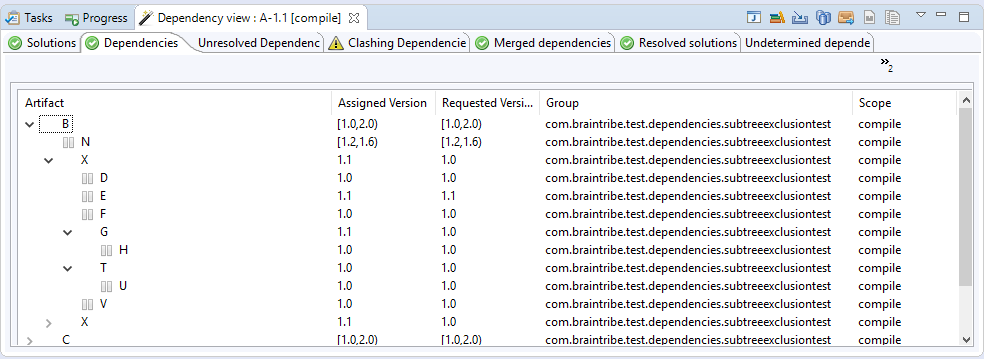 Tasks Progress Dependency view : A-1.1 [compile]
Solutions Dependencies Unresolved Dependenc Clashing Dependencie Merged dependencies Resolved solutions Undetermined depende
»2
Artifact Assigned Version Requested Versi... Group Scope
B [1.0,2.0) [1.0,2.0) com.braintribe.test.dependencies.subtreeexclusiontest compile
N [1.2,1.6) [1.2,1.6) com.braintribe.test.dependencies.subtreeexclusiontest compile
X 1.1 1.0 com.braintribe.test.dependencies.subtreeexclusiontest compile
D 1.0 1.0 com.braintribe.test.dependencies.subtreeexclusiontest compile
E 1.1 1.1 com.braintribe.test.dependencies.subtreeexclusiontest compile
F 1.0 1.0 com.braintribe.test.dependencies.subtreeexclusiontest compile
G 1.1 1.0 com.braintribe.test.dependencies.subtreeexclusiontest compile
H 1.0 1.0 com.braintribe.test.dependencies.subtreeexclusiontest compile
T 1.0 1.0 com.braintribe.test.dependencies.subtreeexclusiontest compile
U 1.0 1.0 com.braintribe.test.dependencies.subtreeexclusiontest compile
V 1.0 1.0 com.braintribe.test.dependencies.subtreeexclusiontest compile
X 1.1 1.0 com.braintribe.test.dependencies.subtreeexclusiontest compile
C [1.0,2.0) [1.0,2.0) com.braintribe.test.dependencies.subtreeexclusiontest compile